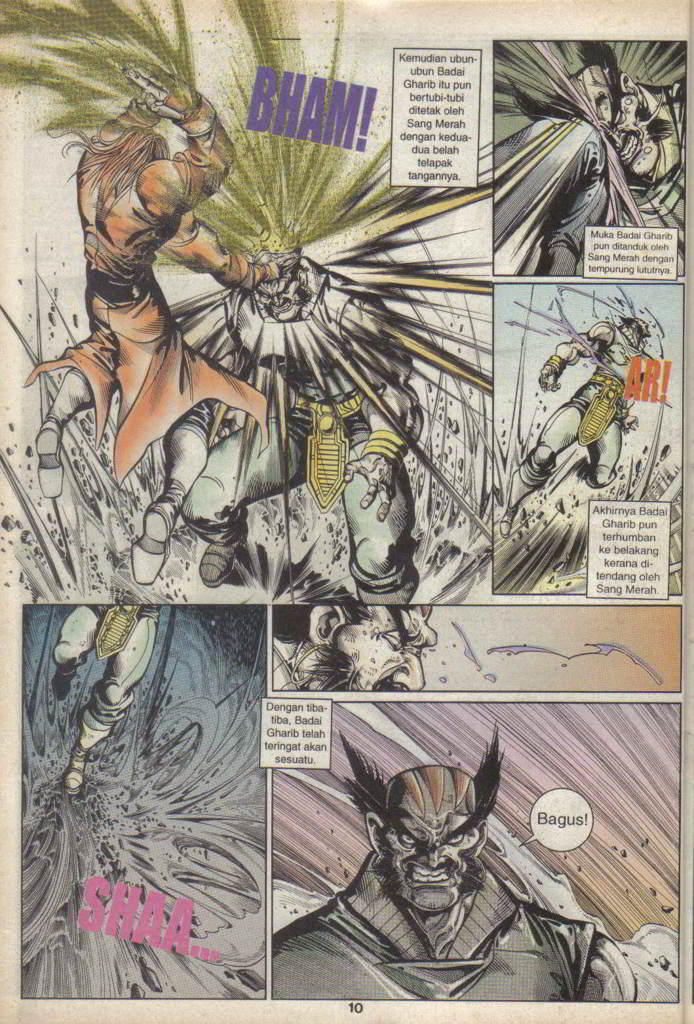 BHAM!
Kemudian ubun-
ubun Badai
Gharib itu pun
bertubi-tubi
ditetak oleh
Sang Merah
dengan kedua-
dua belah
telapak
tangannya.
Muka Badai Gharib
pun ditanduk oleh
Sang Merah dengan
tempurung lututnya.
AR!
Akhirnya Badai
Gharib pun
terhumban
ke belakang
kerana di-
tendang oleh
Sang Merah.
SHAA...
Dengan tiba-
tiba, Badai
Gharib telah
teringat akan
sesuatu.
Bagus!
10